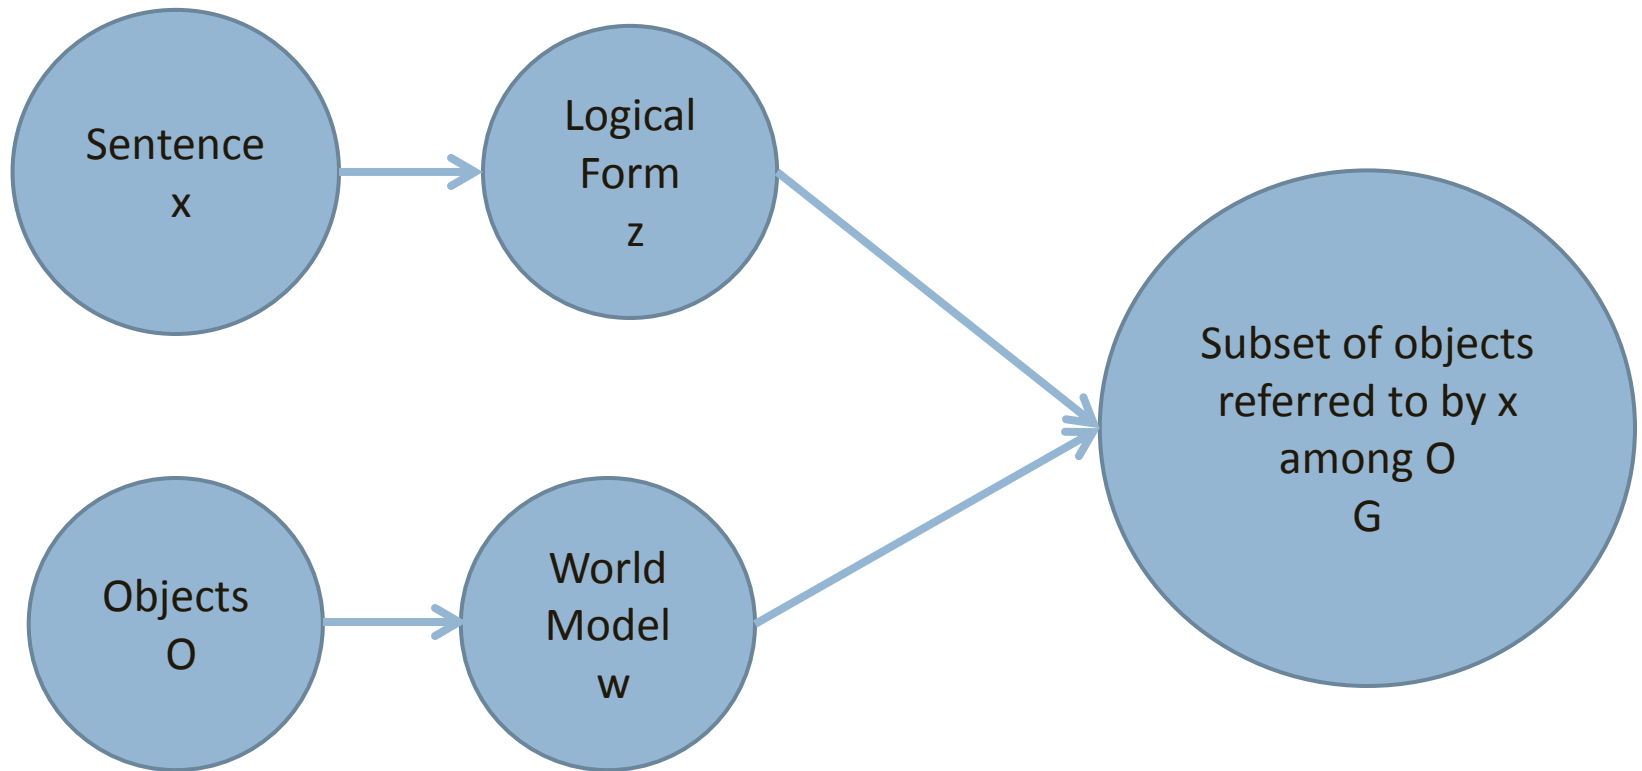 Sentence
x
Logical
Form
z
Objects
O
World
Model
w
Subset of objects
referred to by x
among O
G